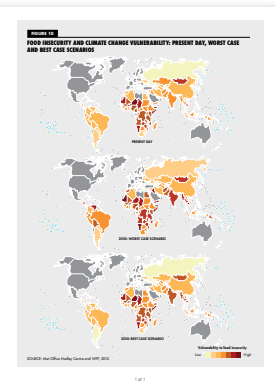 FIGURE 10
FOOD INSECURITY AND CLIMATE CHANGE VULNERABILITY: PRESENT DAY, WORST CASE
AND BEST CASE SCENARIOS
PRESENT DAY
2050: WORST CASE SCENARIO
2050: BEST CASE SCENARIO
Vulnerability to food insecurity
Low High
SOURCE: Met Office Hadley Centre and WFP, 2015.